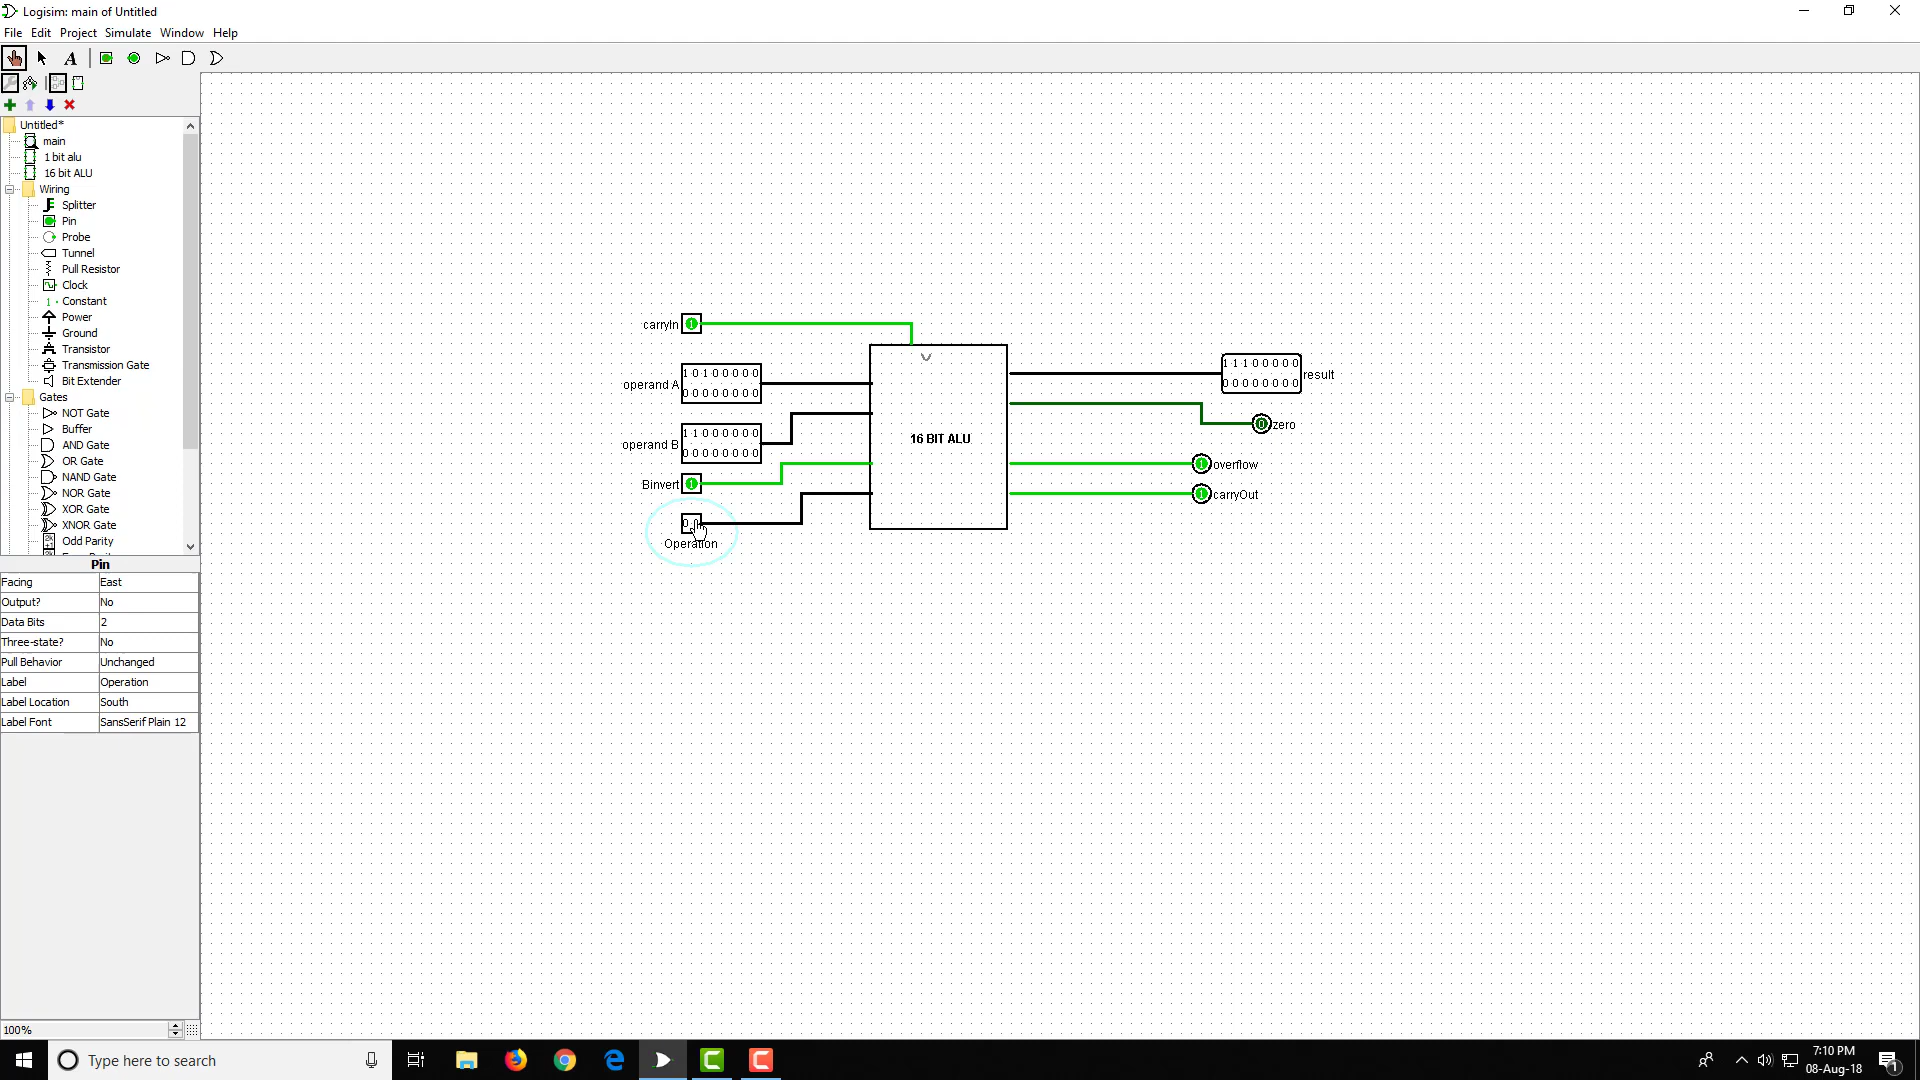 Logisim: main of Untitled
File Edit Project Simulate Window Help
A
Untitled*
main
1 bit alu
16 bit ALU
Wiring
Splitter
Pin
Probe
Tunnel
Pull Resistor
Clock
Constant
Power
Ground
Transistor
Transmission Gate
Bit Extender
Gates
NOT Gate
Buffer
AND Gate
OR Gate
NAND Gate
NOR Gate
XOR Gate
XNOR Gate
Odd Parity
Pin
Facing East
Output? No
Data Bits 2
Three-state? No
Pull Behavior Unchanged
Label Operation
Label Location South
Label Font SansSerif Plain 12
100%
carryIn 1
operand A 1 0 1 0 0 0 0 0
0 0 0 0 0 0 0 0
operand B 1 1 0 0 0 0 0 0
0 0 0 0 0 0 0 0
Binvert 1
0
Operation
16 BIT ALU
1 1 1 0 0 0 0 0
0 0 0 0 0 0 0 0 result
0 zero
1 overflow
1 carryOut
Type here to search
7:10 PM
08-Aug-18
1